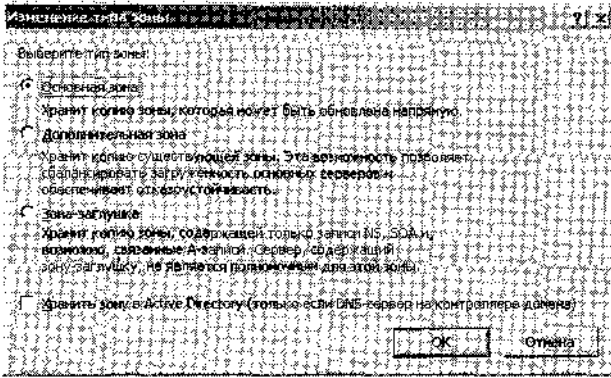 Изменение типа зоны
Выберите тип зоны:
Основная зона
Хранит копию зоны, которая может быть обновлена напрямую.
Дополнительная зона
Хранит копию существующей зоны. Эта возможность позволяет
сбалансировать загруженность основных серверов и
обеспечивает отказоустойчивость.
Зона-заглушка
Хранит копию зоны, содержащей только записи NS, SOA и,
возможно, связанные A-записи. Сервер, содержащий
зону-заглушку, не является полномочным для этой зоны.
Хранить зону в Active Directory (только если DNS-сервер на контроллере домена)
OK Отмена